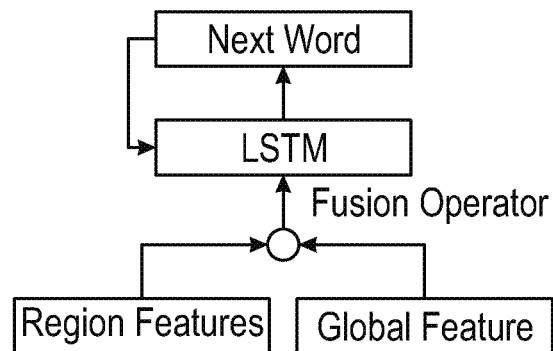 Next Word
LSTM
Fusion Operator
Region Features
Global Feature